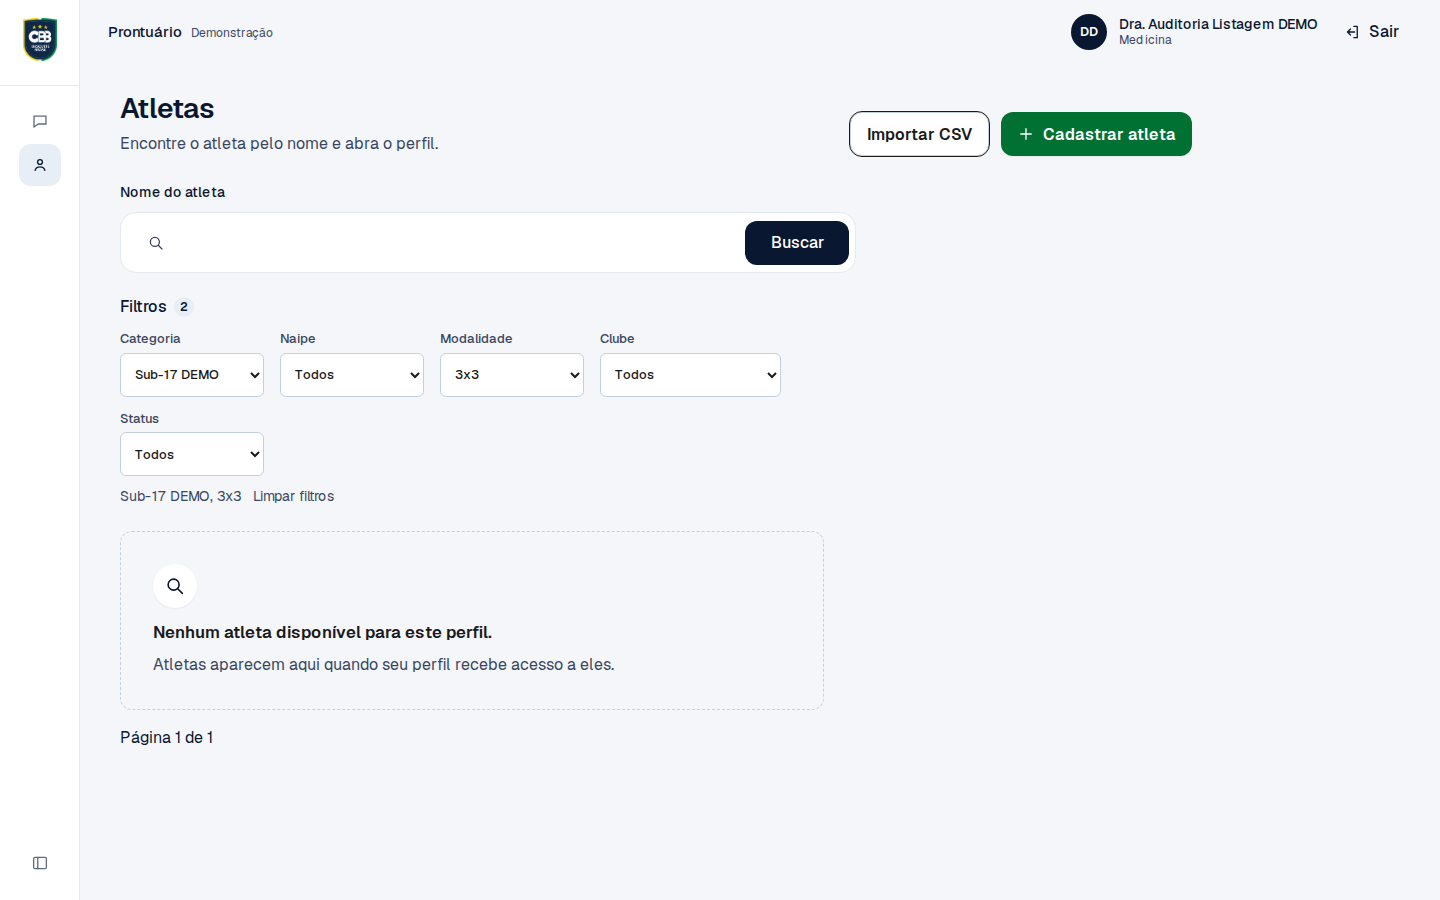 CBB
Prontuário Demonstração
DD
Dra. Auditoria Listagem DEMO
Medicina
Sair
Atletas
Encontre o atleta pelo nome e abra o perfil.
Importar CSV
Cadastrar atleta
Nome do atleta
Buscar
Filtros 2
Categoria Naipe Modalidade Clube
Sub-17 DEMO Todos 3x3 Todos
Status
Todos
Sub-17 DEMO, 3x3 Limpar filtros
Nenhum atleta disponível para este perfil.
Atletas aparecem aqui quando seu perfil recebe acesso a eles.
Página 1 de 1